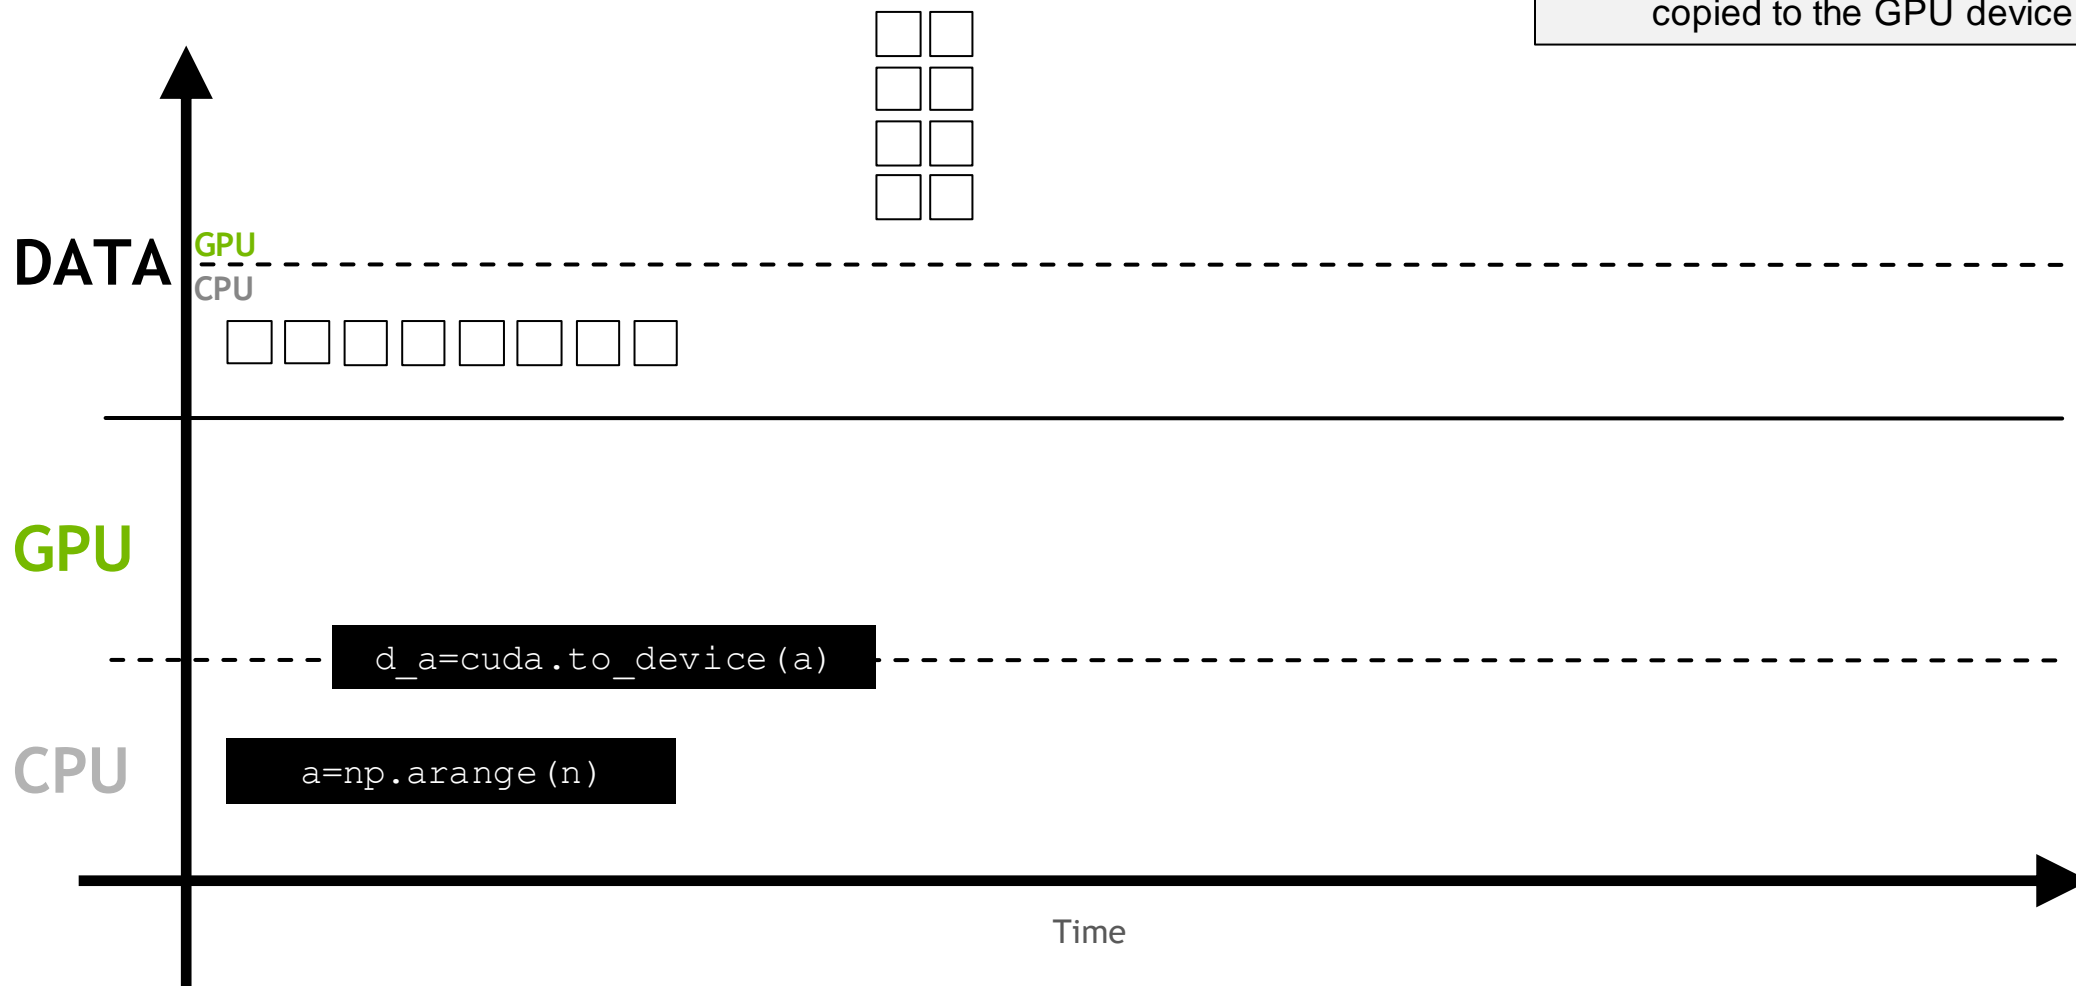 copied to the GPU device
DATA
GPU
CPU
GPU
d_a=cuda.to_device(a)
CPU
a=np.arange(n)
Time